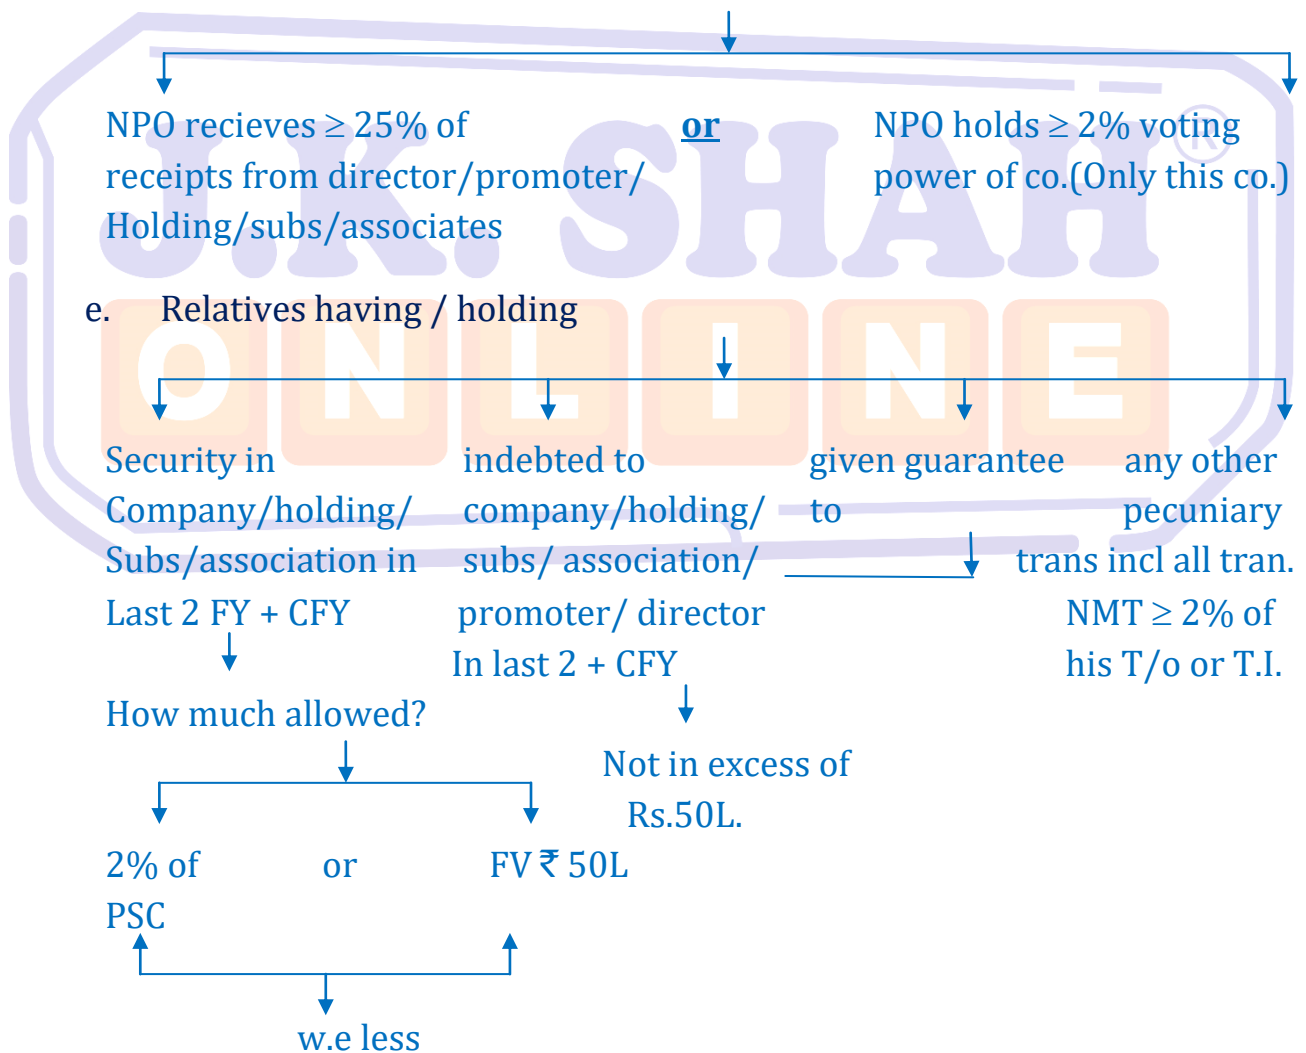 J.K. SHAH®
ONLINE
NPO recieves ≥ 25% of
receipts from director/promoter/
Holding/subs/associates
or
NPO holds ≥ 2% voting
power of co.(Only this co.)
e. Relatives having / holding
Security in
Company/holding/
Subs/association in
Last 2 FY + CFY
How much allowed?
2% of
PSC
or
FV ₹ 50L
w.e less
indebted to
company/holding/
subs/ association/
promoter/ director
In last 2 + CFY
Not in excess of
Rs.50L.
given guarantee
to
any other
pecuniary
trans incl all tran.
NMT ≥ 2% of
his T/o or T.I.